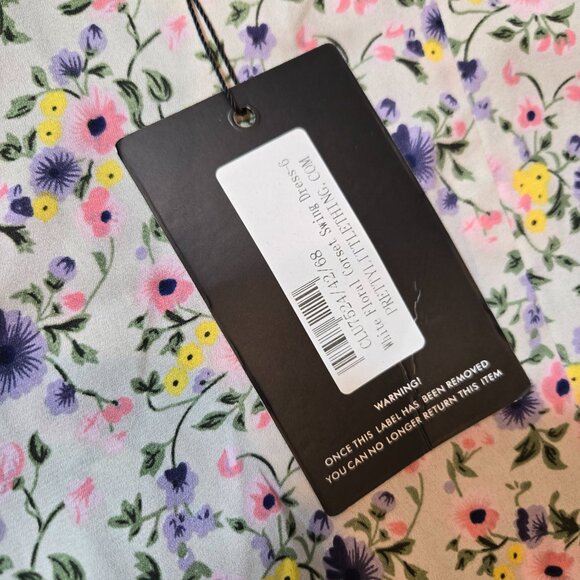 White Floral Corset Swing Dress-6
PRETTYLITTLETHING.COM
CLU7524/42/68
WARNING!
ONCE THIS LABEL HAS BEEN REMOVED
YOU CAN NO LONGER RETURN THIS ITEM